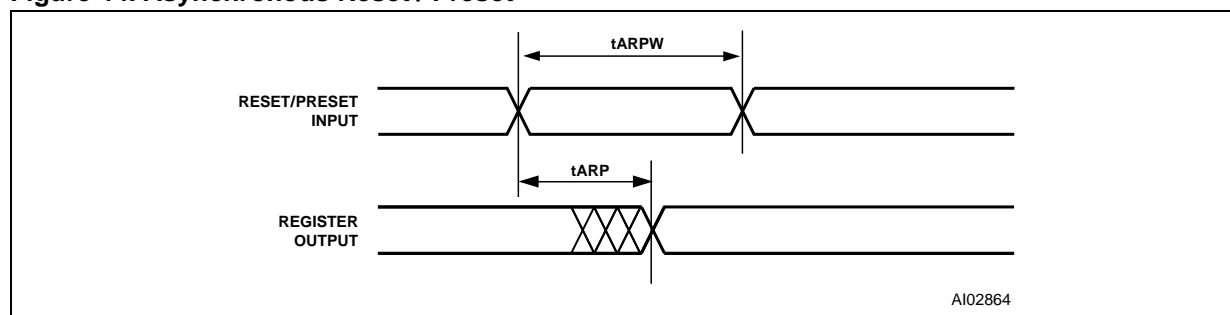 tARPW
RESET/PRESET
INPUT
tARP
REGISTER
OUTPUT
AI02864